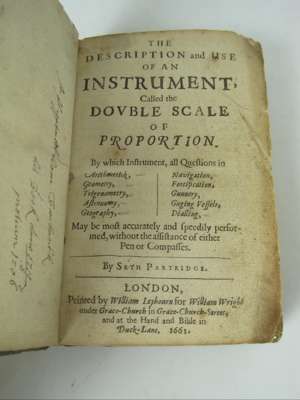 THE
DESCRIPTION and USE
OF AN
INSTRUMENT,
Called the
DOVBLE SCALE
OF
PROPORTION.
By which Instrument, all Questions in
Arithmetick,
Geometry,
Trigonometry,
Astronomy,
Geography,
Navigation,
Fortification,
Gunnery,
Gaging Vessels,
Dialling,
May be most accurately and speedily perfor-
med, without the assistance of either
Pen or Compasses.
By SETH PARTRIDGE.
LONDON,
Printed by William Leybourn for William Wright
under Grace-Church in Grace-Church-Street,
and at the Hand and Bible in
Duck-Lane, 1661.